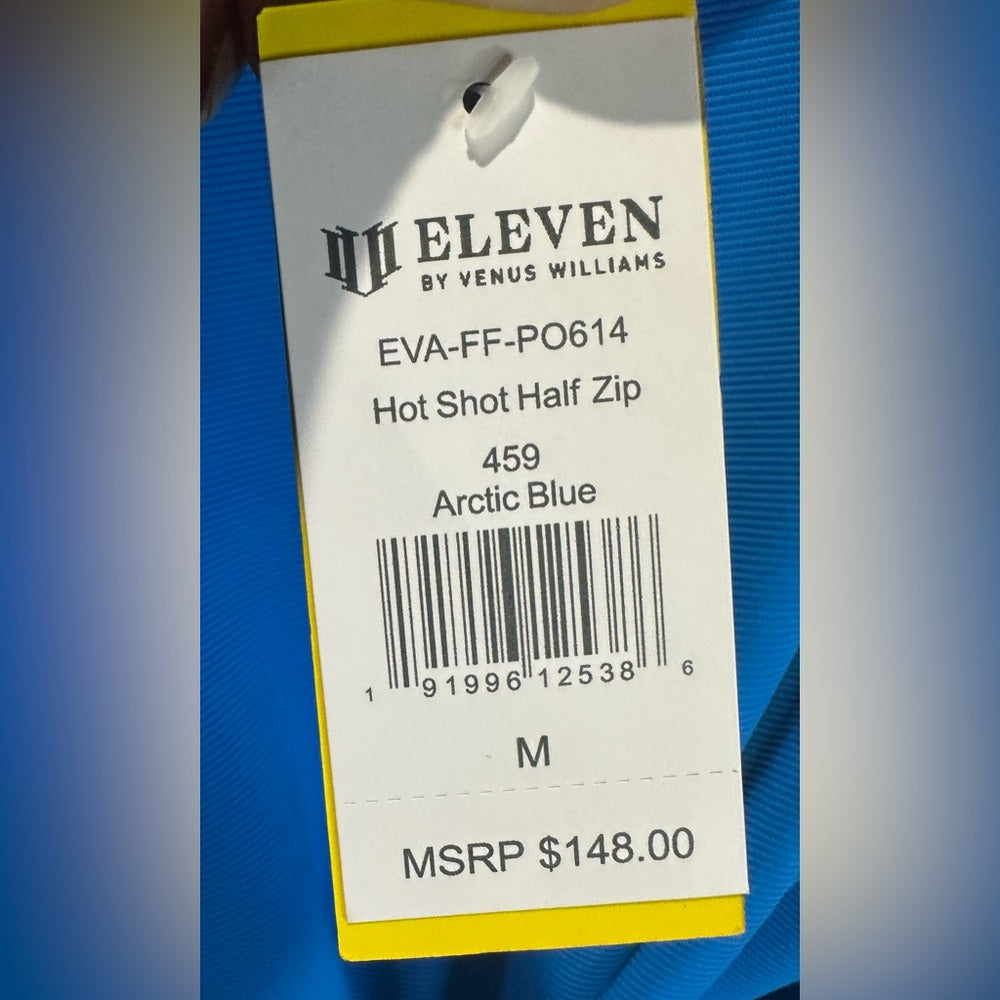 ELEVEN
BY VENUS WILLIAMS
EVA-FF-PO614
Hot Shot Half Zip
459
Arctic Blue
1 91996 12538 6
M
MSRP $148.00